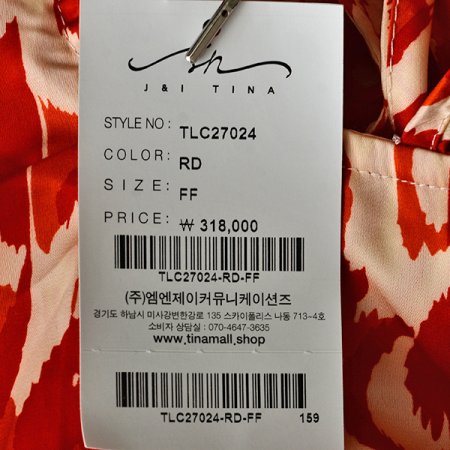 J&I TINA
STYLE NO: TLC27024
COLOR: RD
SIZE: FF
PRICE: ₩ 318,000
TLC27024-RD-FF
(주)엠엔제이커뮤니케이션즈
경기도 하남시 미사강변한강로 135 스카이폴리스 나동 713~4호
소비자 상담실 : 070-4647-3635
www.tinamall.shop
TLC27024-RD-FF 159